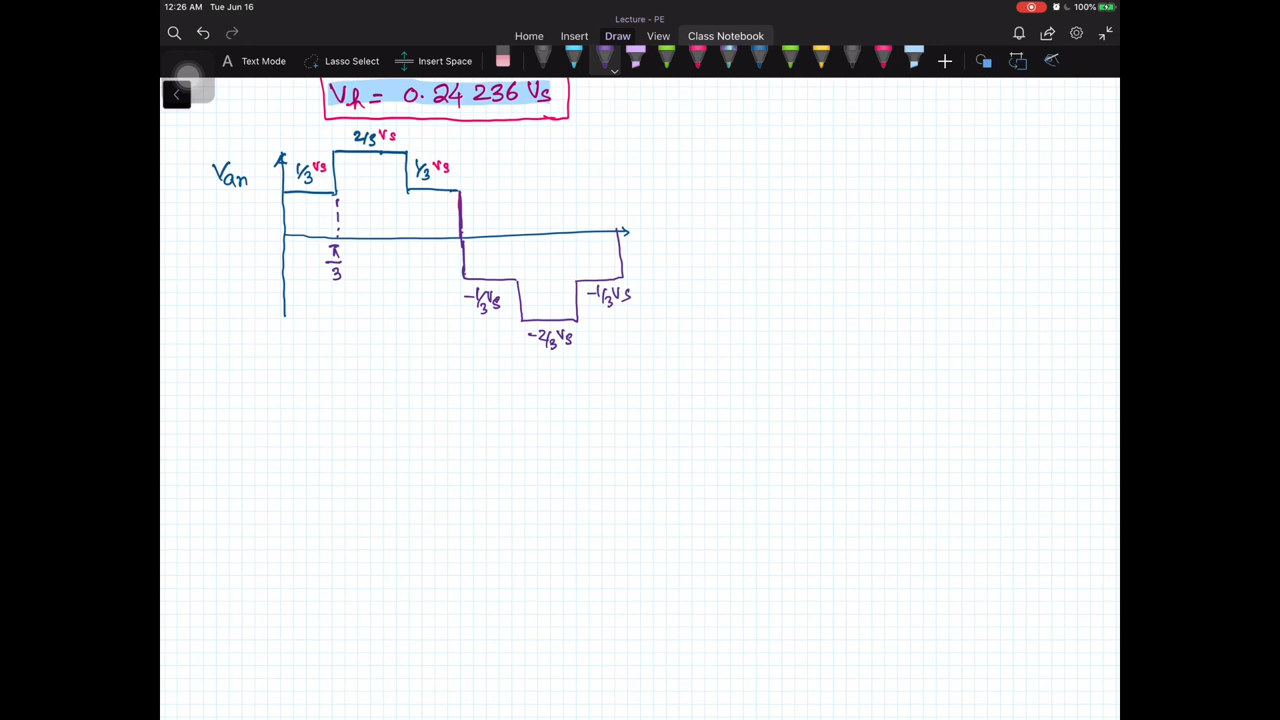 12:26 AM Tue Jun 16
100%
Lecture - PE
Home Insert Draw View Class Notebook
A Text Mode Lasso Select Insert Space
Vh = 0.24 236 Vs
2/3 Vs
Van 1/3 Vs 1/3 Vs
π/3
-1/3 Vs -1/3 Vs
-2/3 Vs